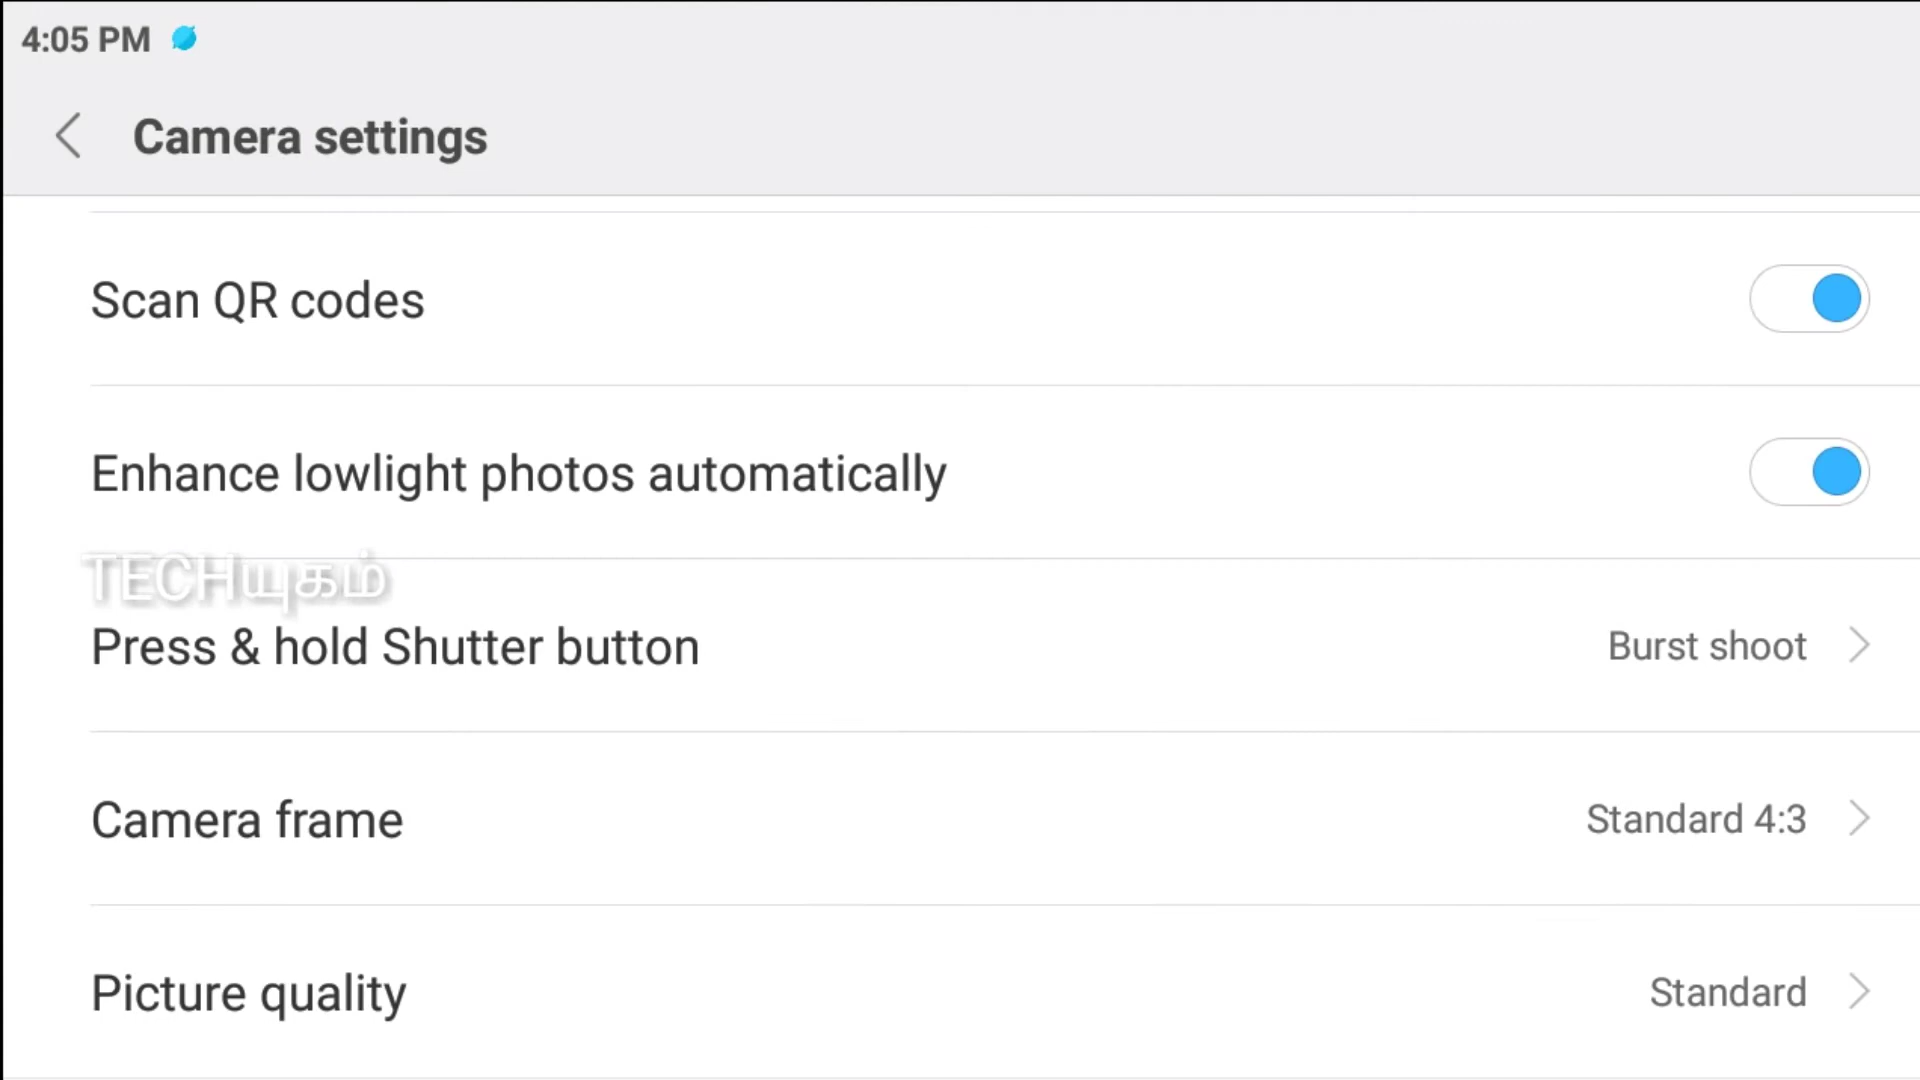 4:05 PM
Camera settings
Scan QR codes
Enhance lowlight photos automatically
TECHயுகம்
Press & hold Shutter button
Burst shoot
Camera frame
Standard 4:3
Picture quality
Standard